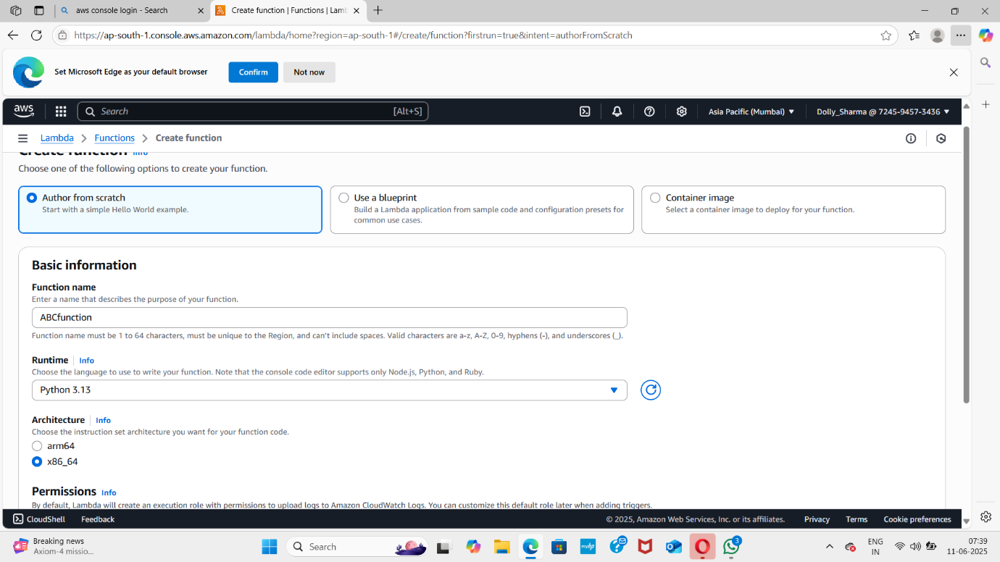 aws console login - Search
Create function | Functions | Lam
https://ap-south-1.console.aws.amazon.com/lambda/home?region=ap-south-1#/create/function?firstrun=true&intent=authorFromScratch
Set Microsoft Edge as your default browser
Confirm
Not now
aws
Search
[Alt+S]
Asia Pacific (Mumbai)
Dolly_Sharma @ 7245-9457-3436
Lambda
Functions
Create function
Create function Info
Choose one of the following options to create your function.
Author from scratch
Start with a simple Hello World example.
Use a blueprint
Build a Lambda application from sample code and configuration presets for
common use cases.
Container image
Select a container image to deploy for your function.
Basic information
Function name
Enter a name that describes the purpose of your function.
ABCfunction
Function name must be 1 to 64 characters, must be unique to the Region, and can't include spaces. Valid characters are a-z, A-Z, 0-9, hyphens (-), and underscores (_).
Runtime
Info
Choose the language to use to write your function. Note that the console code editor supports only Node.js, Python, and Ruby.
Python 3.13
Architecture
Info
Choose the instruction set architecture you want for your function code.
arm64
x86_64
Permissions Info
By default, Lambda will create an execution role with permissions to upload logs to Amazon CloudWatch Logs. You can customize this default role later when adding triggers.
CloudShell
Feedback
© 2025, Amazon Web Services, Inc. or its affiliates.
Privacy
Terms
Cookie preferences
Breaking news
Axiom-4 missio...
Search
myhp
3
ENG
IN
07:39
11-06-2025